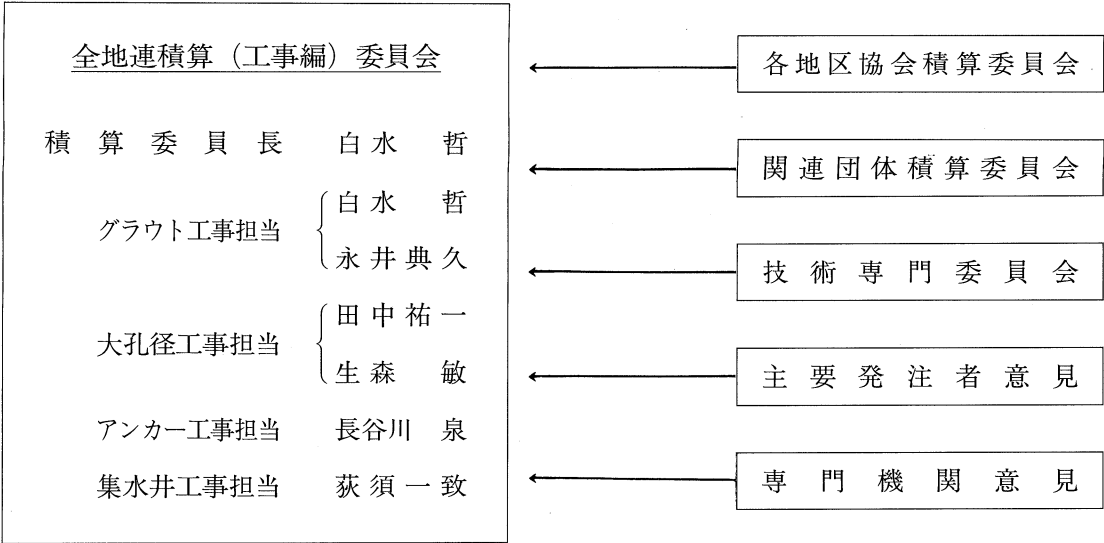 全地連積算（工事編）委員会
積算委員長 白水 哲
グラウト工事担当 白水 哲
永井典久
大孔径工事担当 田中祐一
生森 敏
アンカー工事担当 長谷川 泉
集水井工事担当 荻須一致
各地区協会積算委員会
関連団体積算委員会
技術専門委員会
主要発注者意見
専門機関意見